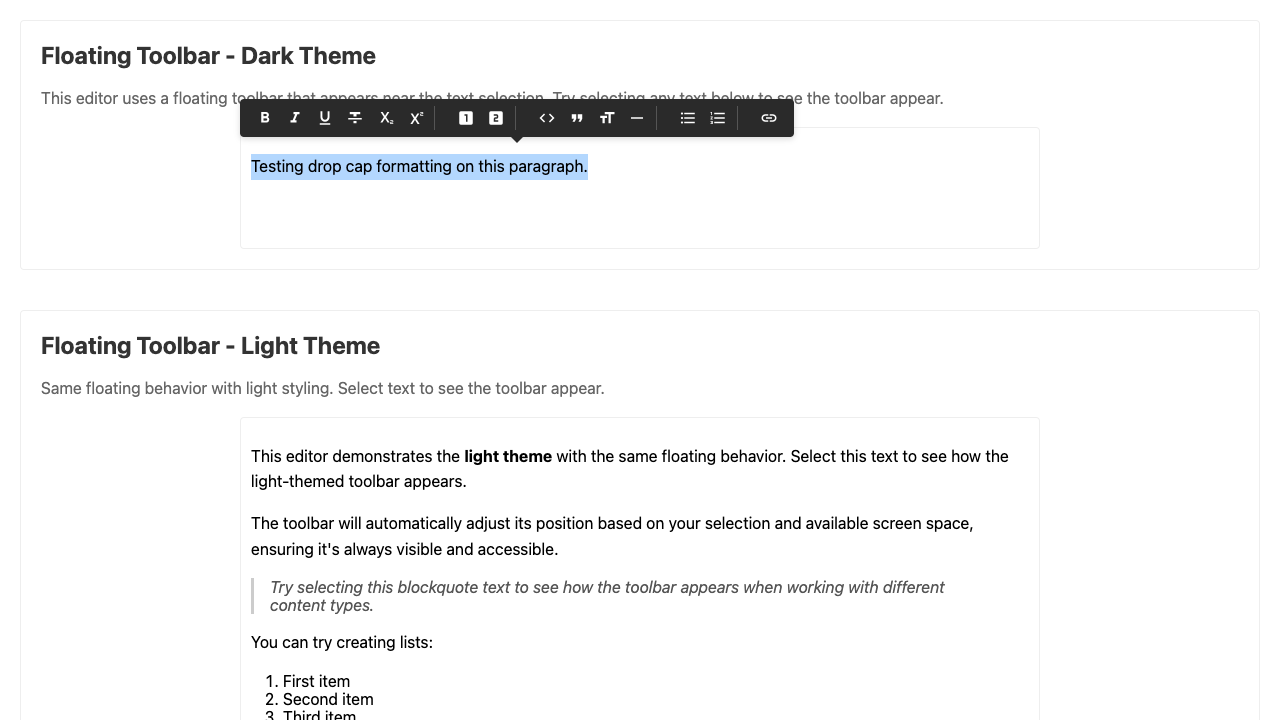 Floating Toolbar - Dark Theme
This editor uses a floating toolbar that appears near the text selection. Try selecting any text below to see the toolbar appear.
B I U T X₂ X² 1 2 <> " TT — 
Testing drop cap formatting on this paragraph.
Floating Toolbar - Light Theme
Same floating behavior with light styling. Select text to see the toolbar appear.
This editor demonstrates the light theme with the same floating behavior. Select this text to see how the
light-themed toolbar appears.
The toolbar will automatically adjust its position based on your selection and available screen space,
ensuring it's always visible and accessible.
Try selecting this blockquote text to see how the toolbar appears when working with different
content types.
You can try creating lists:
1. First item
2. Second item
3. Third item